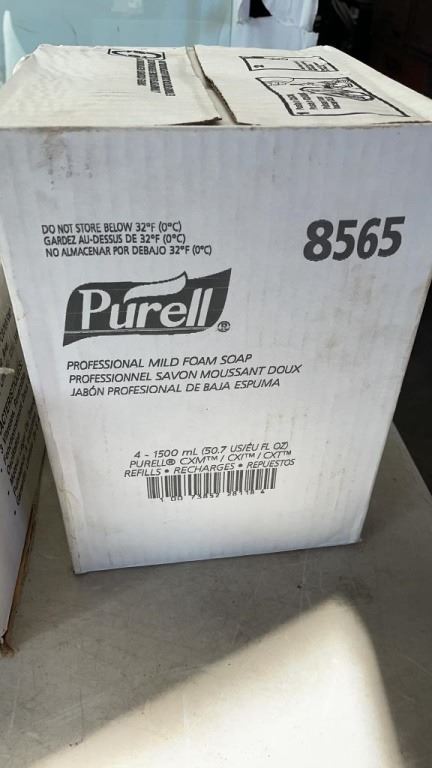 DO NOT STORE BELOW 32°F (0°C)
GARDEZ AU-DESSUS DE 32°F (0°C)
NO ALMACENAR POR DEBAJO 32°F (0°C)
8565
Purell®
PROFESSIONAL MILD FOAM SOAP
PROFESSIONNEL SAVON MOUSSANT DOUX
JABÓN PROFESIONAL DE BAJA ESPUMA
4 - 1500 mL (50.7 US/ÉU FL OZ)
PURELL® CXM™ / CXI™ / CXT™
REFILLS • RECHARGES • REPUESTOS